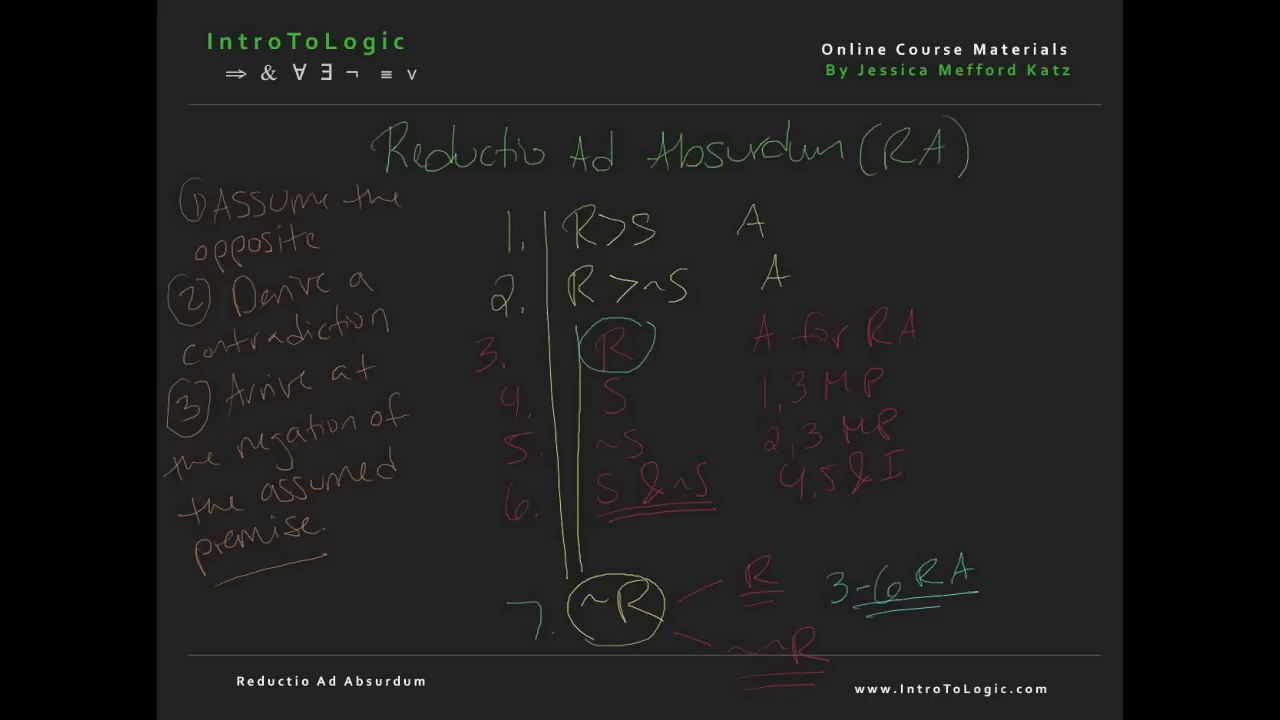 IntroToLogic
⇒ & ∀ ∃ ¬ ≡ v
Online Course Materials
By Jessica Mefford Katz
Reductio Ad Absurdum (RA)
① Assume the
opposite
② Derive a
contradiction
③ Arrive at
the negation of
the assumed
premise.
1. R>S A
2. R>~S A
3. R A for RA
4. S 1,3 MP
5. ~S 2,3 MP
6. S & ~S 4,5 & I
7. ~R 3-6 RA
R
~~R
Reductio Ad Absurdum
www.IntroToLogic.com